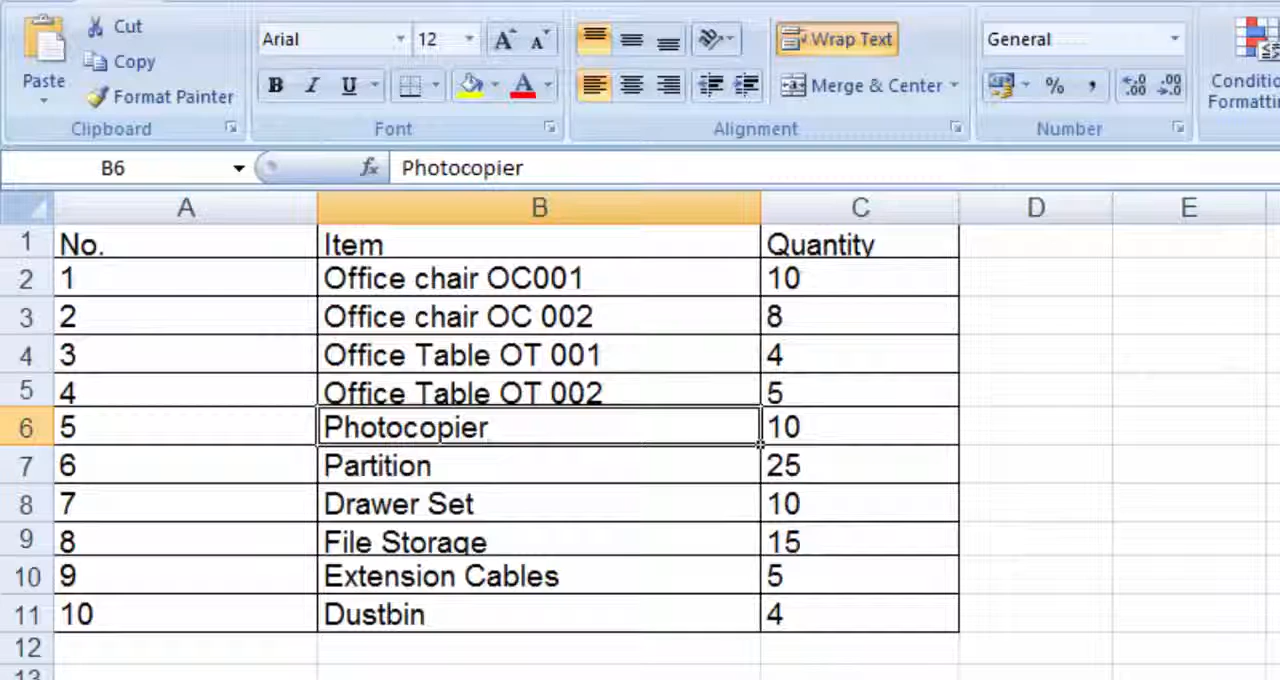 Cut
Arial 12 A A Wrap Text General
Copy
Paste Format Painter B I U A Merge & Center % , .00
Clipboard Font Alignment Number
B6 fx Photocopier
A B C D E
1 No. Item Quantity
2 1 Office chair OC001 10
3 2 Office chair OC 002 8
4 3 Office Table OT 001 4
5 4 Office Table OT 002 5
6 5 Photocopier 10
7 6 Partition 25
8 7 Drawer Set 10
9 8 File Storage 15
10 9 Extension Cables 5
11 10 Dustbin 4
12
13